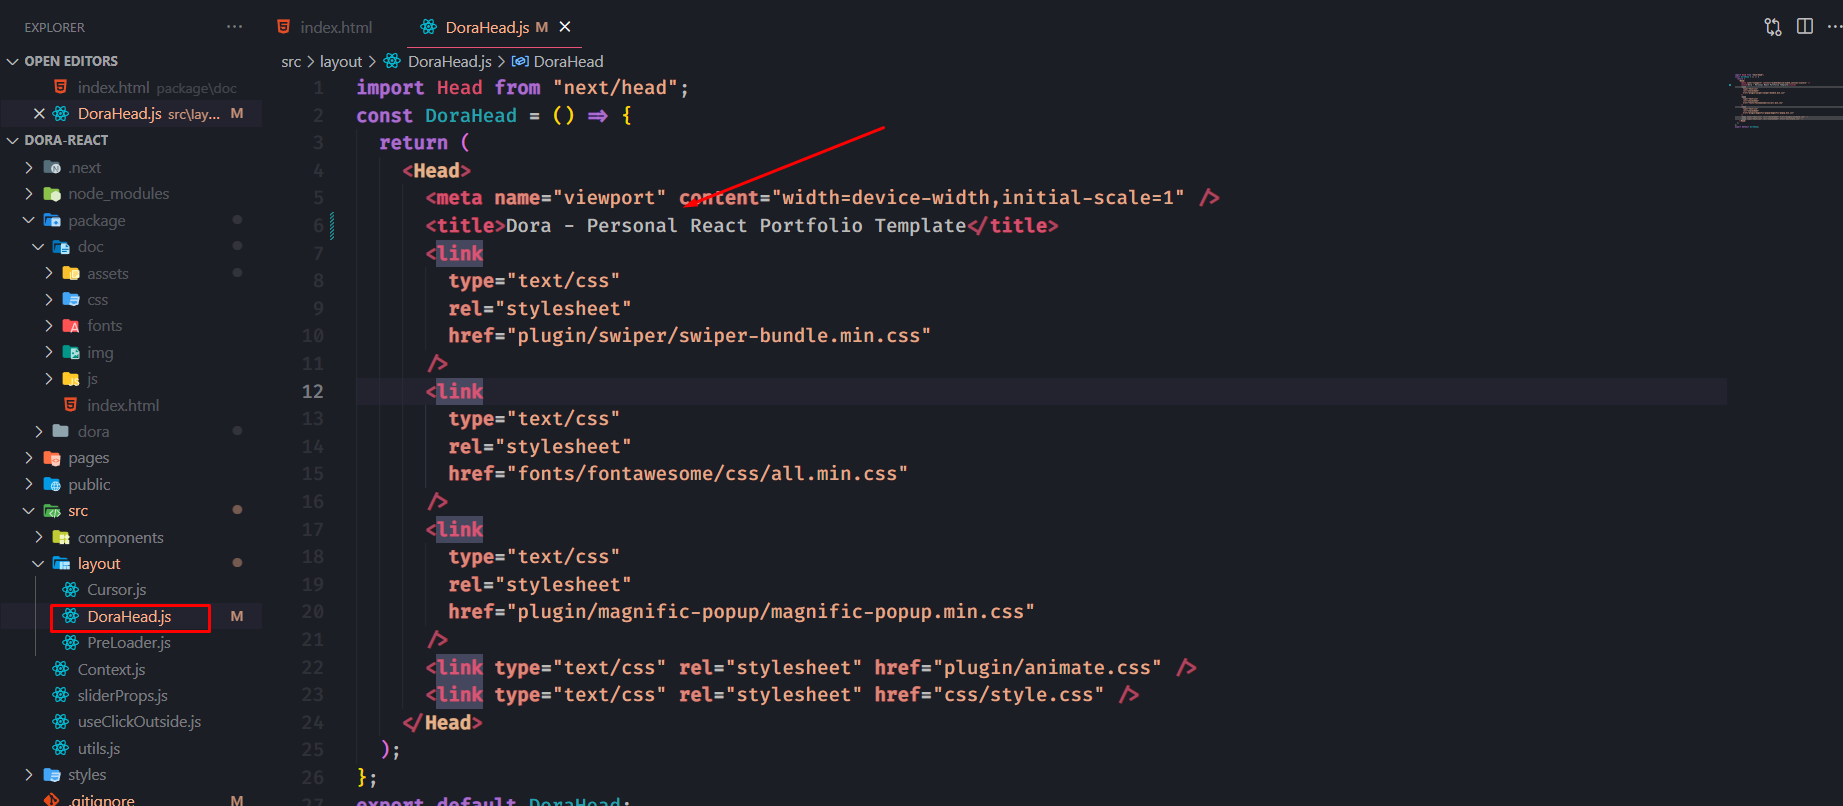 EXPLORER ···
OPEN EDITORS
index.html package\doc
DoraHead.js src\lay... M
DORA-REACT
.next
node_modules
package
doc
assets
css
fonts
img
js
index.html
dora
pages
public
src
components
layout
Cursor.js
DoraHead.js M
PreLoader.js
Context.js
sliderProps.js
useClickOutside.js
utils.js
styles
.gitignore M
index.html
DoraHead.js M
src > layout > DoraHead.js > DoraHead
1 import Head from "next/head";
2 const DoraHead = () => {
3 return (
4 <Head>
5 <meta name="viewport" content="width=device-width,initial-scale=1" />
6 <title>Dora - Personal React Portfolio Template</title>
7 <link
8 type="text/css"
9 rel="stylesheet"
10 href="plugin/swiper/swiper-bundle.min.css"
11 />
12 <link
13 type="text/css"
14 rel="stylesheet"
15 href="fonts/fontawesome/css/all.min.css"
16 />
17 <link
18 type="text/css"
19 rel="stylesheet"
20 href="plugin/magnific-popup/magnific-popup.min.css"
21 />
22 <link type="text/css" rel="stylesheet" href="plugin/animate.css" />
23 <link type="text/css" rel="stylesheet" href="css/style.css" />
24 </Head>
25 );
26 };
27 export default DoraHead;